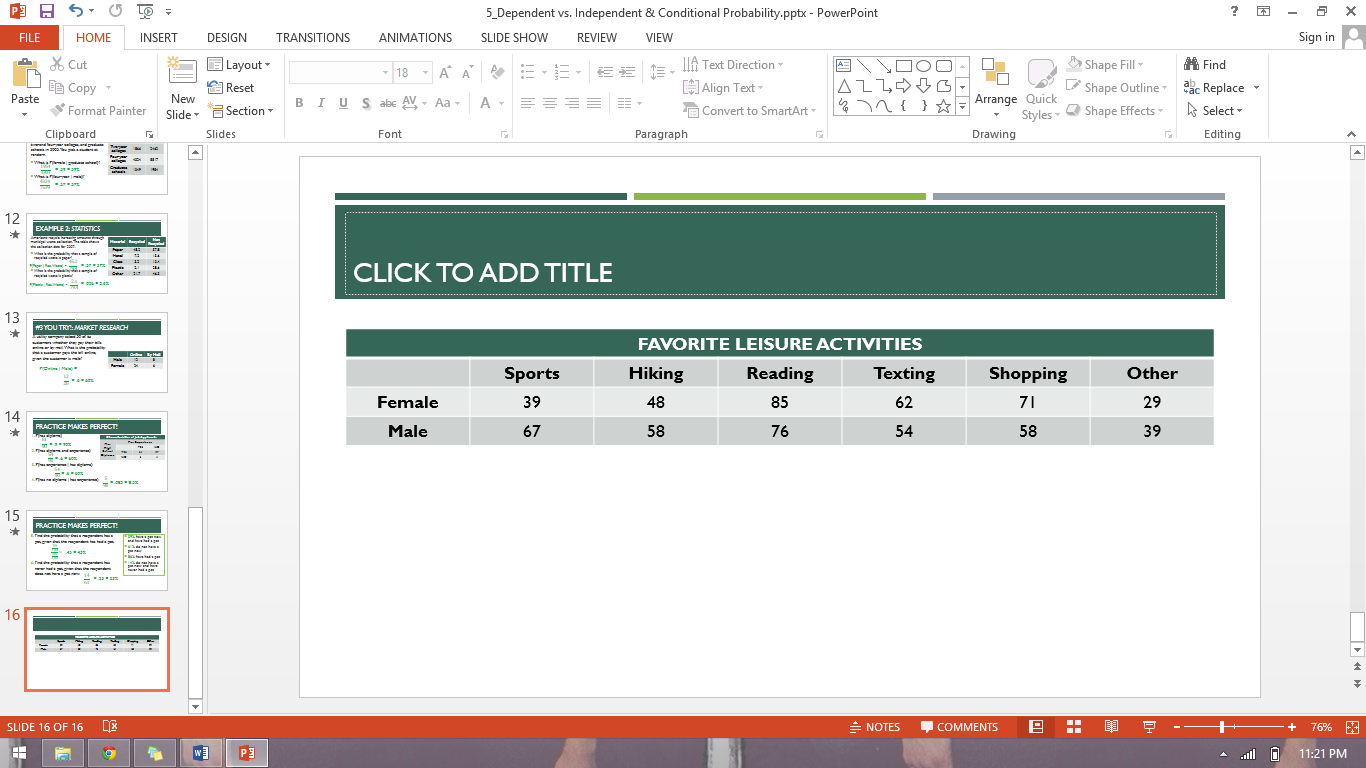 5_Dependent vs. Independent & Conditional Probability.pptx - PowerPoint
FILE HOME INSERT DESIGN TRANSITIONS ANIMATIONS SLIDE SHOW REVIEW VIEW Sign in
Paste
Cut
Copy
Format Painter
Clipboard
New Slide
Layout
Reset
Section
Slides
18
Font
Text Direction
Align Text
Convert to SmartArt
Paragraph
Arrange
Quick Styles
Shape Fill
Shape Outline
Shape Effects
Drawing
Find
Replace
Select
Editing
12
EXAMPLE 2: STATISTICS
13
#3 YOU TRY!: MARKET RESEARCH
14
PRACTICE MAKES PERFECT!
15
PRACTICE MAKES PERFECT!
16
CLICK TO ADD TITLE
FAVORITE LEISURE ACTIVITIES
Sports Hiking Reading Texting Shopping Other
Female 39 48 85 62 71 29
Male 67 58 76 54 58 39
SLIDE 16 OF 16 NOTES COMMENTS 76%
11:21 PM